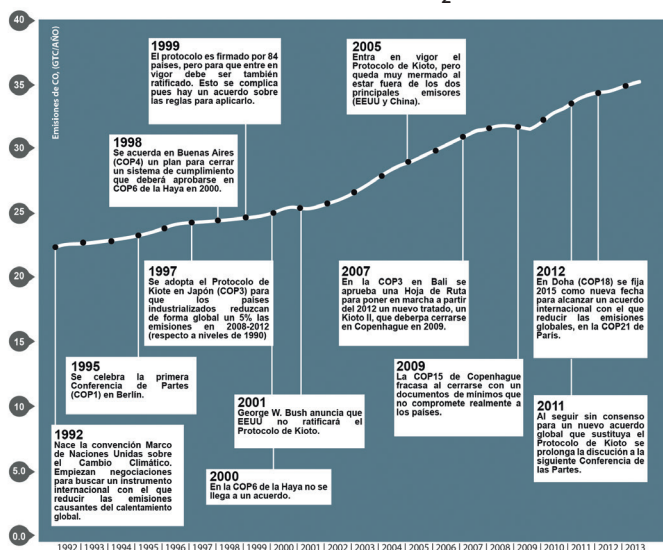 2
40
35
30
25
20
15
10
5.0
0.0
Emisiones de CO, (GTC/AÑO)
1999
El protocolo es firmado por 84
países, pero para que entre en
vigor debe ser también
ratificado. Esto se complica
pues hay un acuerdo sobre
las reglas para aplicarlo.
2005
Entra en vigor el
Protocolo de Kioto, pero
queda muy mermado al
estar fuera de los dos
principales emisores
(EEUU y China).
1998
Se acuerda en Buenas Aires
(COP4) un plan para cerrar
un sistema de cumplimiento
que deberá aprobarse en
COP6 de la Haya en 2000.
1997
Se adopta el Protocolo de
Kiote en Japón (COP3) para
que los países
industrializados reduzcan
de forma global un 5% las
emisiones en 2008-2012
(respecto a niveles de 1990)
2007
En la COP3 en Bali se
aprueba una Hoja de Ruta
para poner en marcha a partir
del 2012 un nuevo tratado, un
Kioto II, que deberpa cerrarse
en Copenhague en 2009.
2012
En Doha (COP18) se fija
2015 como nueva fecha
para alcanzar un acuerdo
internacional con el que
reducir las emisiones
globales, en la COP21 de
París.
1995
Se celebra la primera
Conferencia de Partes
(COP1) en Berlín.
2001
George W. Bush anuncia que
EEUU no ratificará el
Protocolo de Kioto.
2009
La COP15 de Copenhague
fracasa al cerrarse con un
documentos de mínimos que
no compromete realmente a
a los países.
2011
Al seguir sin consenso
para un nuevo acuerdo
global que sustituya el
Protocolo de Kioto se
prolonga la discución a la
siguiente Conferencia de
las Partes.
1992
Nace la convención Marco
de Naciones Unidas sobre
el Cambio Climático.
Empiezan negociaciones
para buscar un instrumento
internacional con el que
reducir las emisiones
causantes del calentamiento
global.
2000
En la COP6 de la Haya no se
llega a un acuerdo.
1992 | 1993 | 1994 | 1995 | 1996 | 1997 | 1998 | 1999 | 2000 | 2001 | 2002 | 2003 | 2004 | 2005 | 2006 | 2007 | 2008 | 2009 | 2010 | 2011 | 2012 | 2013